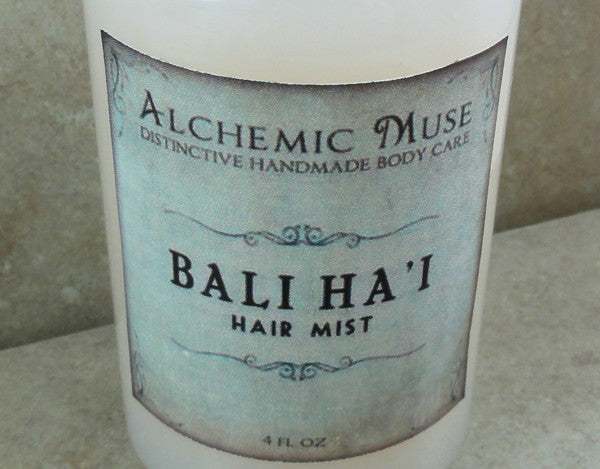 ALCHEMIC MUSE
DISTINCTIVE HANDMADE BODY CARE
BALI HA'I
HAIR MIST
4 FL OZ